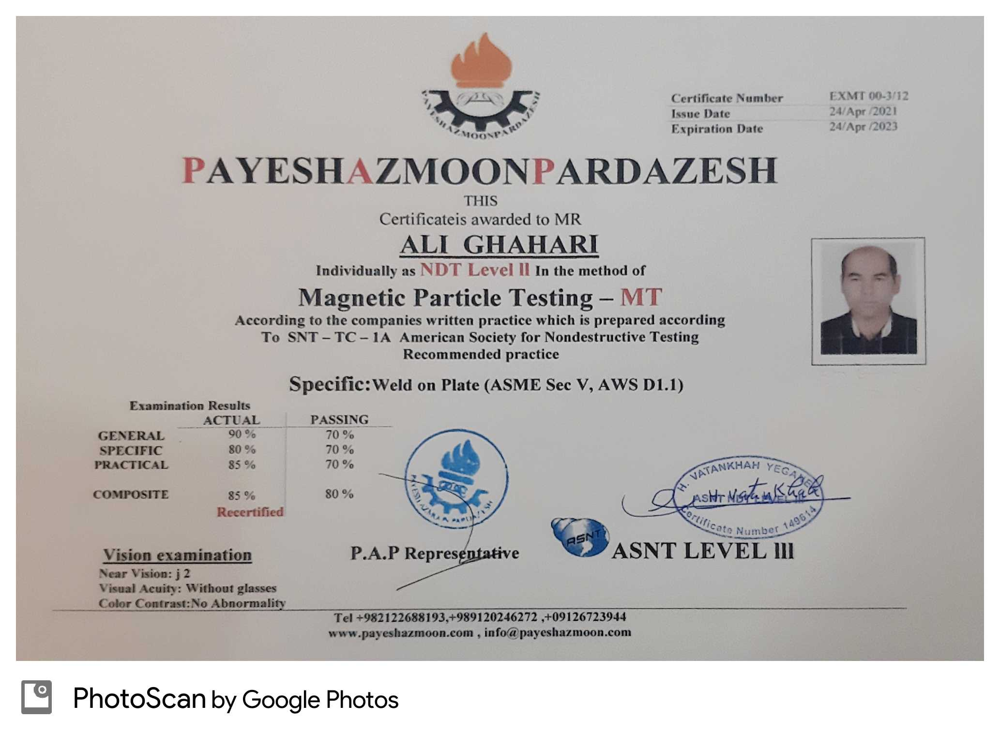 PAYESHAZMOONPARDAZESH
Certificate Number EXMT 00-3/12
Issue Date 24/Apr /2021
Expiration Date 24/Apr /2023
PAYESHAZMOONPARDAZESH
THIS
Certificateis awarded to MR
ALI GHAHARI
Individually as NDT Level ll In the method of
Magnetic Particle Testing – MT
According to the companies written practice which is prepared according
To SNT – TC – 1A American Society for Nondestructive Testing
Recommended practice
Specific:Weld on Plate (ASME Sec V, AWS D1.1)
Examination Results
ACTUAL PASSING
GENERAL 90 % 70 %
SPECIFIC 80 % 70 %
PRACTICAL 85 % 70 %
COMPOSITE 85 % 80 %
Recertified
H. VATANKHAH YEGANEH
ASNT NDT LEVEL III
Certificate Number 149614
H. Vatankhah
Vision examination
Near Vision: j 2
Visual Acuity: Without glasses
Color Contrast:No Abnormality
P.A.P Representative
ASNT
ASNT LEVEL lll
Tel +982122688193,+989120246272 ,+09126723944
www.payeshazmoon.com , info@payeshazmoon.com
PhotoScan by Google Photos